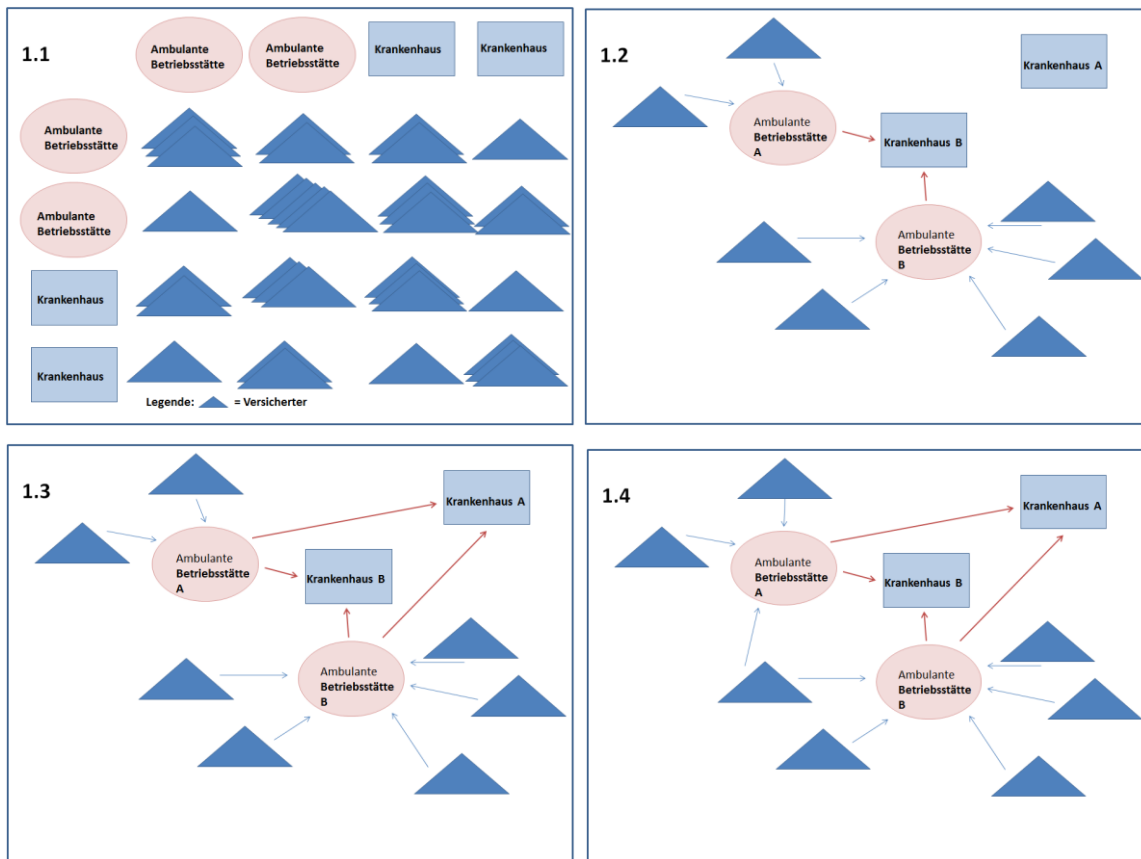 1.1
Ambulante
Betriebsstätte
Ambulante
Betriebsstätte
Krankenhaus
Krankenhaus
Ambulante
Betriebsstätte
Ambulante
Betriebsstätte
Krankenhaus
Krankenhaus
Legende: = Versicherter
1.2
Krankenhaus A
Ambulante
Betriebsstätte
A
Krankenhaus B
Ambulante
Betriebsstätte
B
1.3
Krankenhaus A
Ambulante
Betriebsstätte
A
Krankenhaus B
Ambulante
Betriebsstätte
B
1.4
Krankenhaus A
Ambulante
Betriebsstätte
A
Krankenhaus B
Ambulante
Betriebsstätte
B